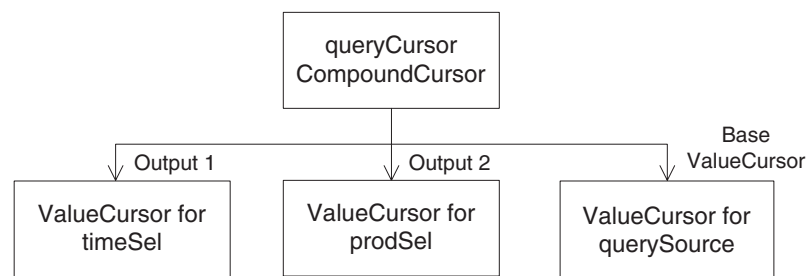 queryCursor
CompoundCursor
Output 1
Output 2
Base
ValueCursor
ValueCursor for
timeSel
ValueCursor for
prodSel
ValueCursor for
querySource